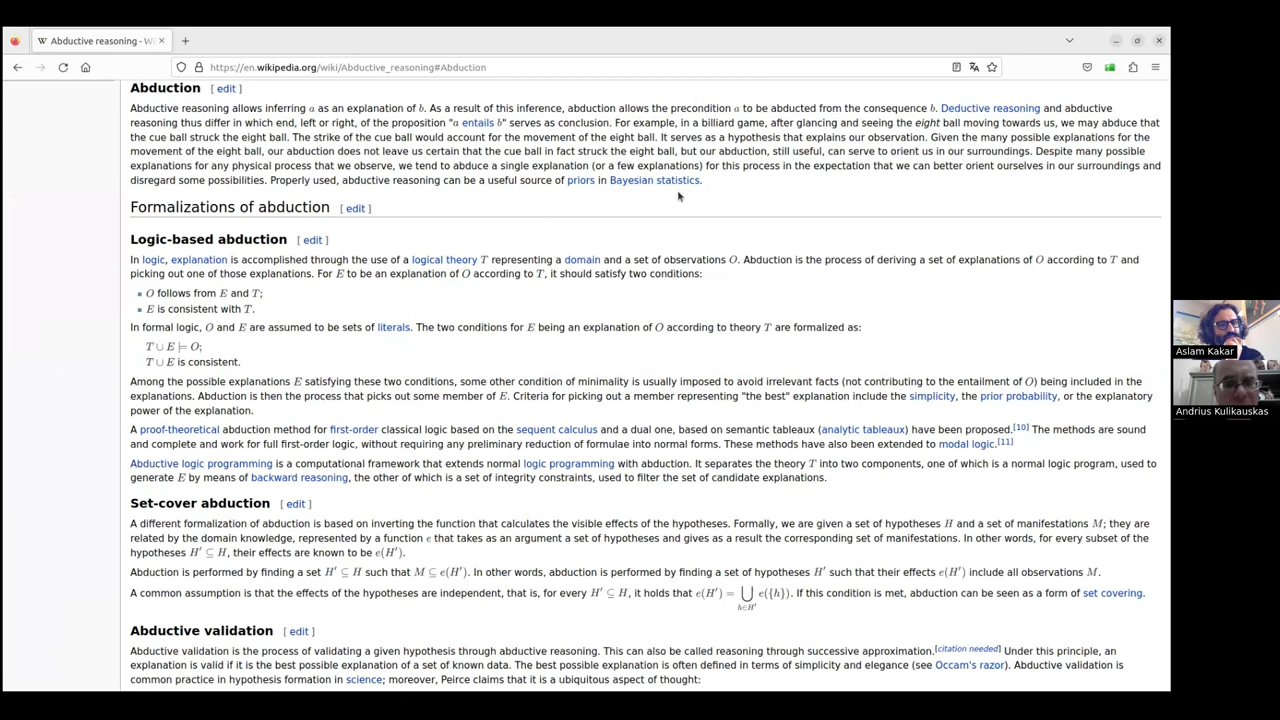 Abductive reasoning - Wi
https://en.wikipedia.org/wiki/Abductive_reasoning#Abduction
Abduction [ edit ]
Abductive reasoning allows inferring a as an explanation of b. As a result of this inference, abduction allows the precondition a to be abducted from the consequence b. Deductive reasoning and abductive
reasoning thus differ in which end, left or right, of the proposition "a entails b" serves as conclusion. For example, in a billiard game, after glancing and seeing the eight ball moving towards us, we may abduce that
the cue ball struck the eight ball. The strike of the cue ball would account for the movement of the eight ball. It serves as a hypothesis that explains our observation. Given the many possible explanations for the
movement of the eight ball, our abduction does not leave us certain that the cue ball in fact struck the eight ball, but our abduction, still useful, can serve to orient us in our surroundings. Despite many possible
explanations for any physical process that we observe, we tend to abduce a single explanation (or a few explanations) for this process in the expectation that we can better orient ourselves in our surroundings and
disregard some possibilities. Properly used, abductive reasoning can be a useful source of priors in Bayesian statistics.
Formalizations of abduction [ edit ]
Logic-based abduction [ edit ]
In logic, explanation is accomplished through the use of a logical theory T representing a domain and a set of observations O. Abduction is the process of deriving a set of explanations of O according to T and
picking out one of those explanations. For E to be an explanation of O according to T, it should satisfy two conditions:
▪ O follows from E and T;
▪ E is consistent with T.
In formal logic, O and E are assumed to be sets of literals. The two conditions for E being an explanation of O according to theory T are formalized as:
T ∪ E ⊨ O;
T ∪ E is consistent.
Among the possible explanations E satisfying these two conditions, some other condition of minimality is usually imposed to avoid irrelevant facts (not contributing to the entailment of O) being included in the
explanations. Abduction is then the process that picks out some member of E. Criteria for picking out a member representing "the best" explanation include the simplicity, the prior probability, or the explanatory
power of the explanation.
A proof-theoretical abduction method for first-order classical logic based on the sequent calculus and a dual one, based on semantic tableaux (analytic tableaux) have been proposed.[10] The methods are sound
and complete and work for full first-order logic, without requiring any preliminary reduction of formulae into normal forms. These methods have also been extended to modal logic.[11]
Abductive logic programming is a computational framework that extends normal logic programming with abduction. It separates the theory T into two components, one of which is a normal logic program, used to
generate E by means of backward reasoning, the other of which is a set of integrity constraints, used to filter the set of candidate explanations.
Set-cover abduction [ edit ]
A different formalization of abduction is based on inverting the function that calculates the visible effects of the hypotheses. Formally, we are given a set of hypotheses H and a set of manifestations M; they are
related by the domain knowledge, represented by a function e that takes as an argument a set of hypotheses and gives as a result the corresponding set of manifestations. In other words, for every subset of the
hypotheses H′ ⊆ H, their effects are known to be e(H′).
Abduction is performed by finding a set H′ ⊆ H such that M ⊆ e(H′). In other words, abduction is performed by finding a set of hypotheses H′ such that their effects e(H′) include all observations M.
A common assumption is that the effects of the hypotheses are independent, that is, for every H′ ⊆ H, it holds that e(H′) = ⋃ e({h}). If this condition is met, abduction can be seen as a form of set covering.
h∈H′
Abductive validation [ edit ]
Abductive validation is the process of validating a given hypothesis through abductive reasoning. This can also be called reasoning through successive approximation.[citation needed] Under this principle, an
explanation is valid if it is the best possible explanation of a set of known data. The best possible explanation is often defined in terms of simplicity and elegance (see Occam's razor). Abductive validation is
common practice in hypothesis formation in science; moreover, Peirce claims that it is a ubiquitous aspect of thought:
Aslam Kakar
Andrius Kulikauskas